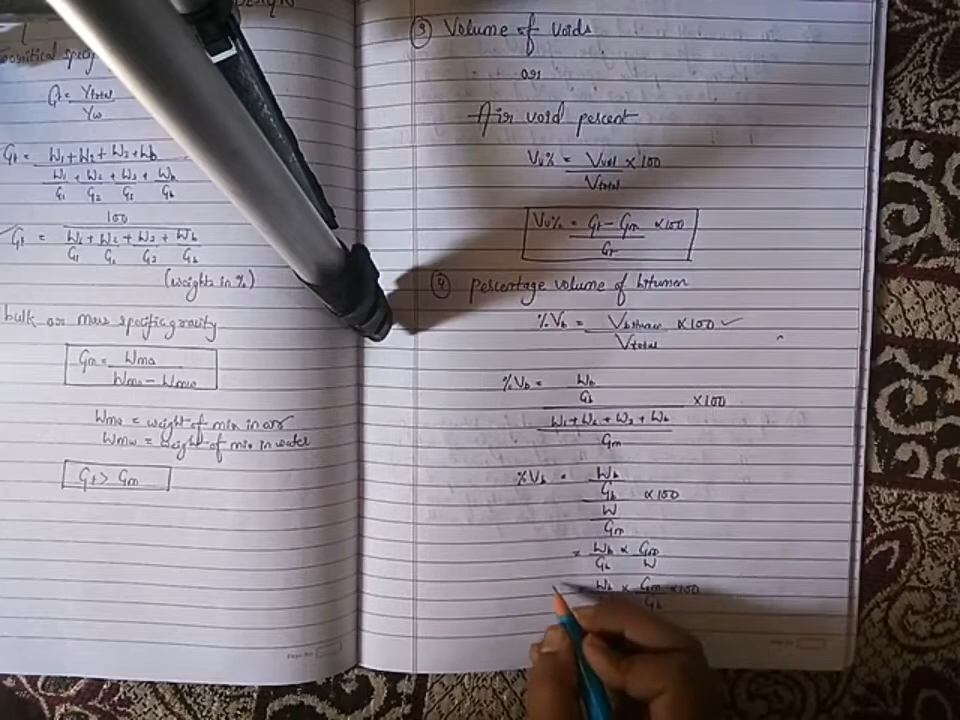 Gt = γtotal / γw
Gt = W1 + W2 + W3 + Wb / W1/G1 + W2/G2 + W3/G3 + Wb/Gb
Gt = 100 / W1/G1 + W2/G2 + W3/G3 + Wb/Gb
(weights in %)
bulk or mass specific gravity
Gm = Wma / Wma - Wmw
Wma = weight of mix in air
Wmw = weight of mix in water
Gt > Gm
③ Volume of voids
or
Air void percent
Vv% = Vvoid × 100 / Vtotal
Vv% = Gt - Gm × 100 / Gt
④ percentage volume of bitumen
% Vb = Vbitumen × 100 ✓ / Vtotal
% Vb = Wb/Gb / W1 + W2 + W3 + Wb / Gm × 100
% Vb = Wb/Gb / W/Gm × 100
= Wb/Gb × Gm/W
Wb × Gm/Gb × 100